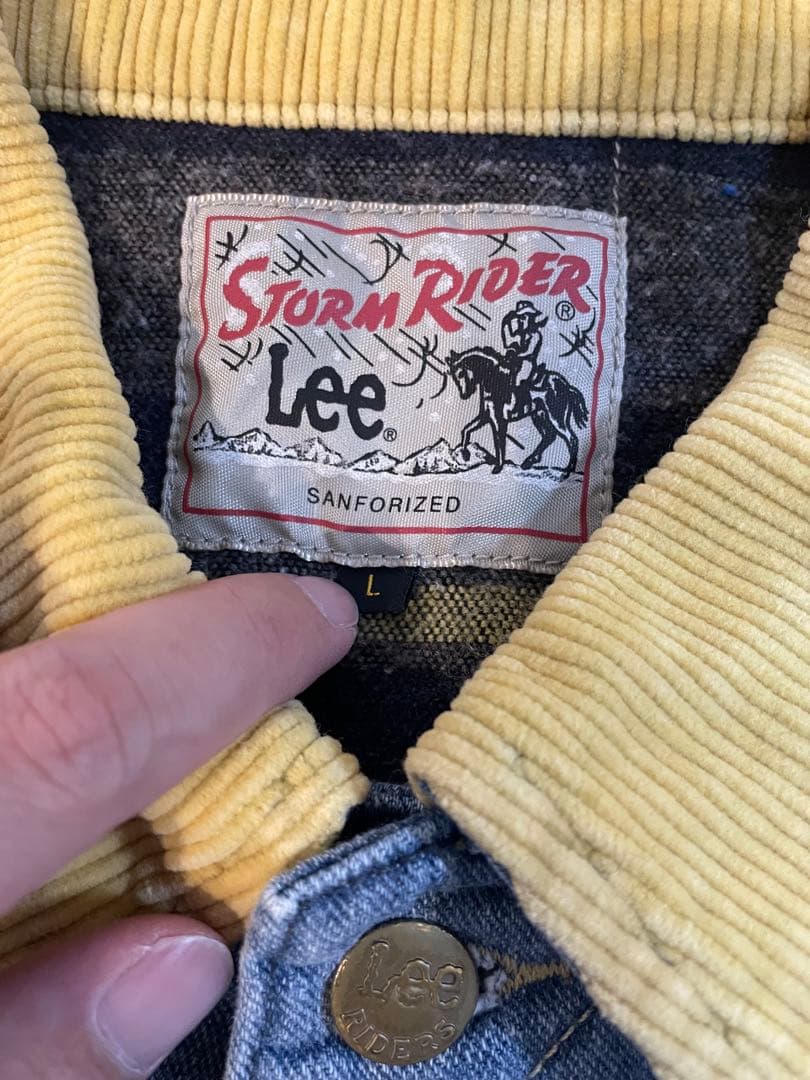 STORM RIDER®
Lee®
SANFORIZED
L
Lee
RIDERS